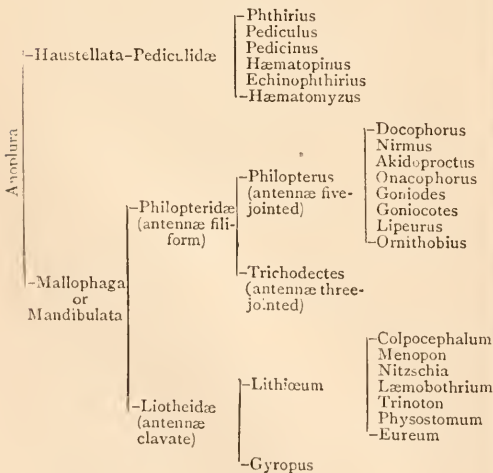 Anoplura
-Haustellata-Pediculidæ
-Phthirius
Pediculus
Pedicinus
Hæmatopinus
Echinophthirius
-Hæmatomyzus
-Mallophaga
or
Mandibulata
-Philopteridæ
(antennæ fili-
form)
-Philopterus
(antennæ five-
jointed)
-Docophorus
Nirmus
Akidoproctus
Onacophorus
Goniodes
Goniocotes
Lipeurus
-Ornithobius
-Trichodectes
(antennæ three-
jointed)
-Liotheidæ
(antennæ
clavate)
-Lithœum
-Colpocephalum
Menopon
Nitzschia
Læmobothrium
Trinoton
Physostomum
-Eureum
-Gyropus